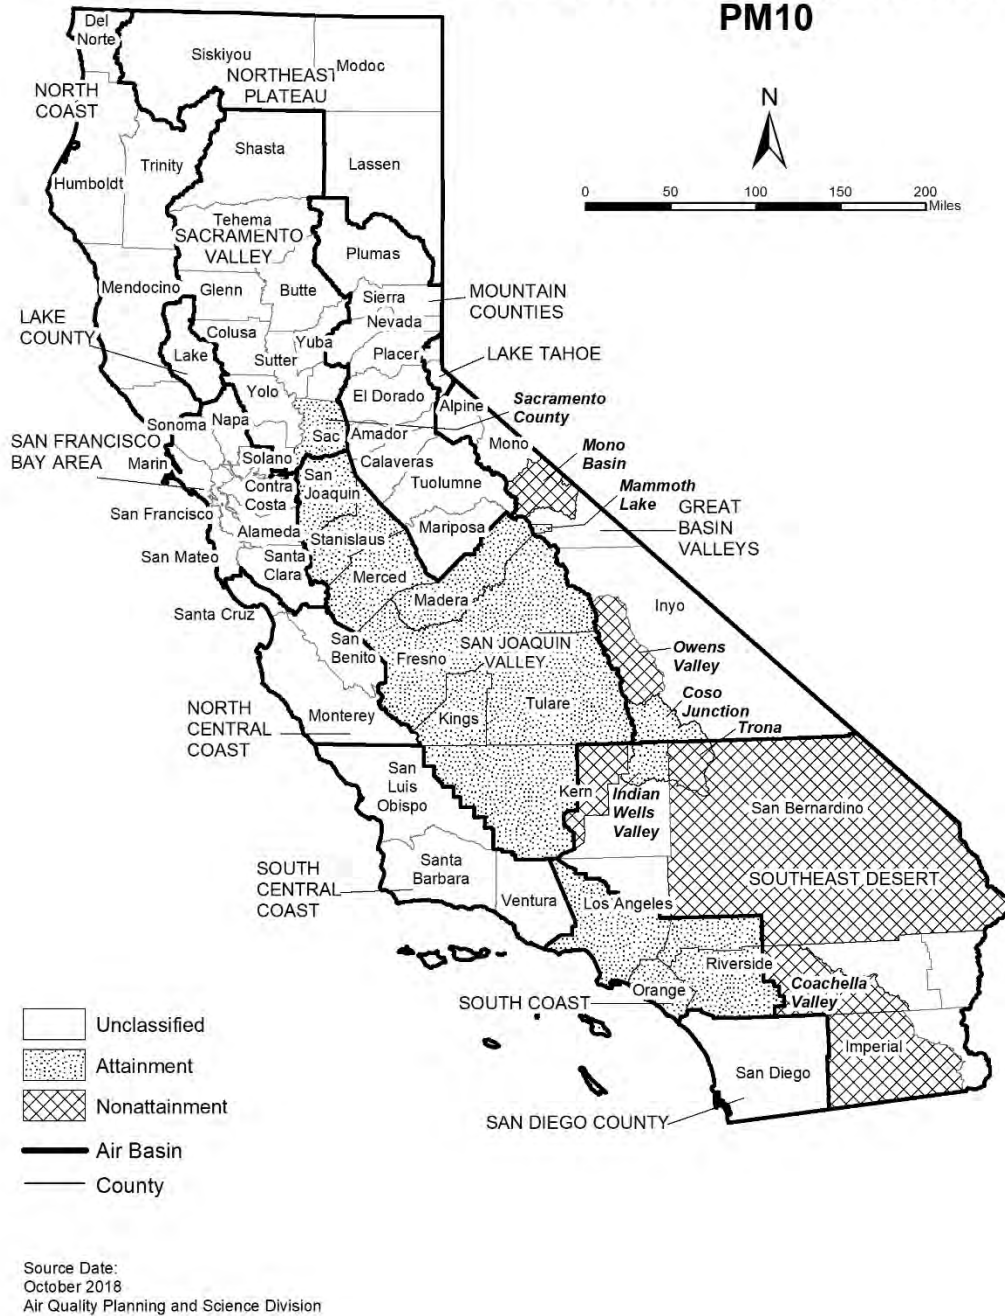 PM10
N
0 50 100 150 200
Miles
Del
Norte
Siskiyou
Modoc
NORTHEAST
PLATEAU
NORTH
COAST
Shasta
Trinity
Lassen
Humboldt
Tehema
SACRAMENTO
VALLEY
Plumas
Mendocino
Glenn
Butte
Sierra
MOUNTAIN
COUNTIES
Nevada
LAKE
COUNTY
Colusa
Yuba
Lake
Sutter
Placer
LAKE TAHOE
Yolo
El Dorado
Alpine
Sacramento
County
Sonoma
Napa
Sac
Amador
Mono
SAN FRANCISCO
BAY AREA
Marin
Solano
Calaveras
Mono
Basin
San
Joaquin
Tuolumne
Mammoth
Lake
Contra
Costa
GREAT
BASIN
VALLEYS
San Francisco
Alameda
Stanislaus
Mariposa
San Mateo
Santa
Clara
Merced
Madera
Inyo
Santa Cruz
San
Benito
Fresno
SAN JOAQUIN
VALLEY
Owens
Valley
NORTH
CENTRAL
COAST
Monterey
Kings
Tulare
Coso
Junction
Trona
San
Luis
Obispo
Kern
Indian
Wells
Valley
San Bernardino
SOUTH
CENTRAL
COAST
Santa
Barbara
Ventura
Los Angeles
SOUTHEAST DESERT
Riverside
Orange
Coachella
Valley
SOUTH COAST
Imperial
San Diego
SAN DIEGO COUNTY
Unclassified
Attainment
Nonattainment
Air Basin
County
Source Date:
October 2018
Air Quality Planning and Science Division